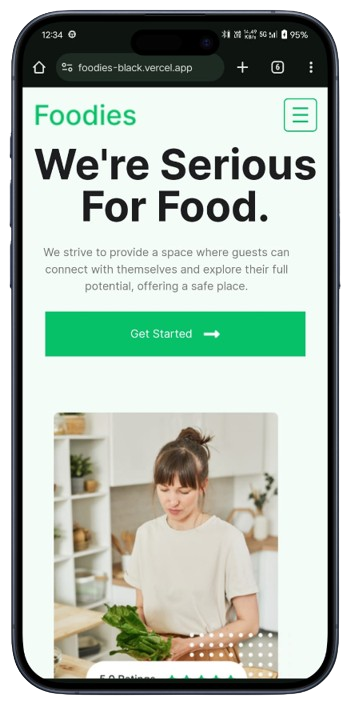 12:34
5G 95%
foodies-black.vercel.app
6
Foodies
We're Serious
For Food.
We strive to provide a space where guests can
connect with themselves and explore their full
potential, offering a safe place.
Get Started
5.0 Ratings